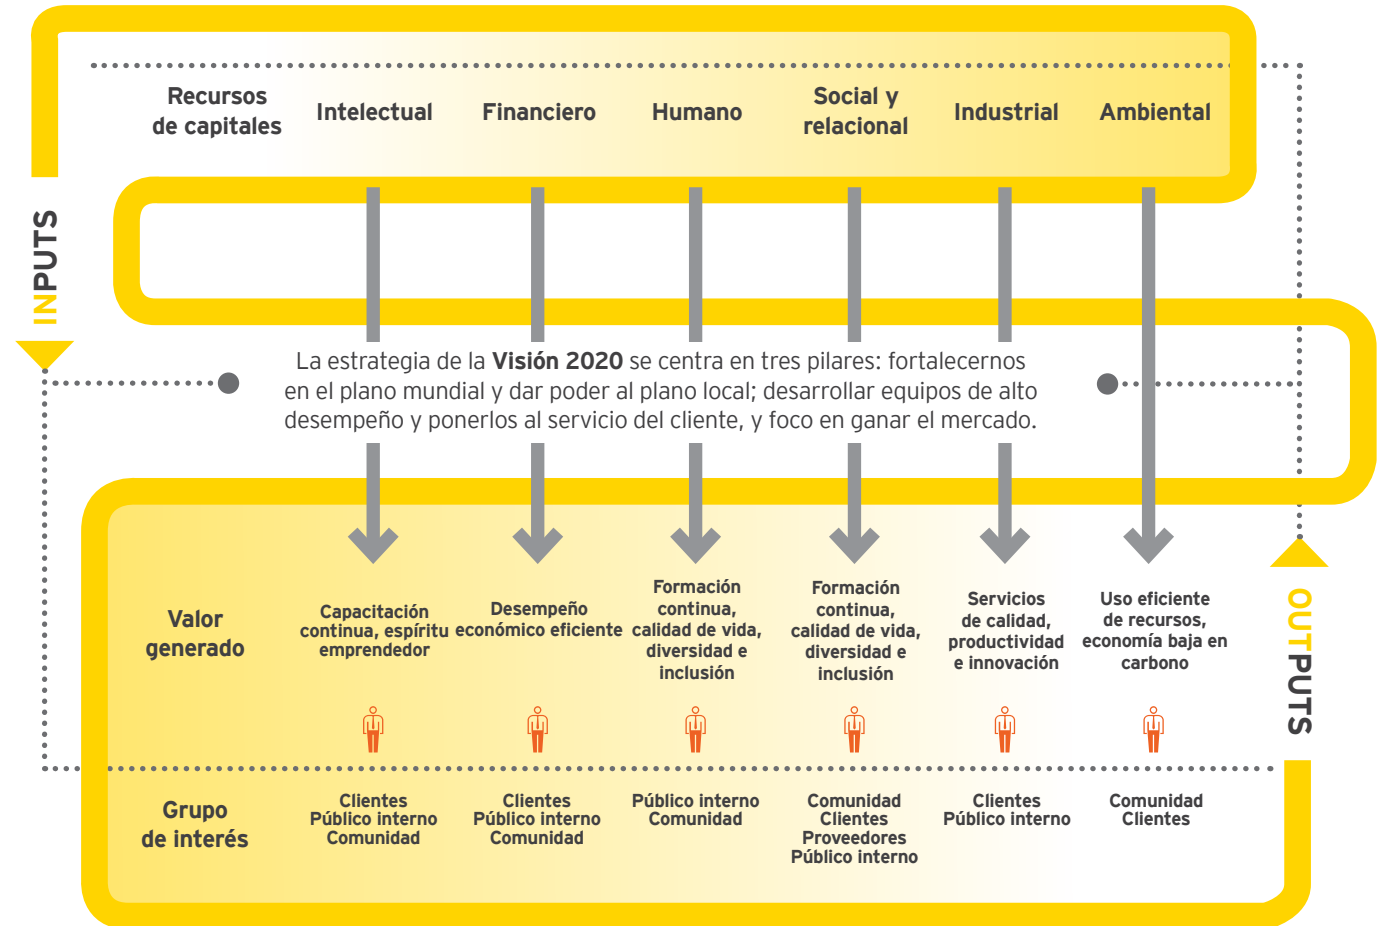 Recursos
de capitales
Intelectual
Financiero
Humano
Social y
relacional
Industrial
Ambiental
INPUTS
La estrategia de la Visión 2020 se centra en tres pilares: fortalecernos
en el plano mundial y dar poder al plano local; desarrollar equipos de alto
desempeño y ponerlos al servicio del cliente, y foco en ganar el mercado.
Valor
generado
Capacitación
continua, espíritu
emprendedor
Desempeño
económico eficiente
Formación
continua,
calidad de vida,
diversidad e
inclusión
Formación
continua,
calidad de vida,
diversidad e
inclusión
Servicios
de calidad,
productividad
e innovación
Uso eficiente
de recursos,
economía baja en
carbono
OUTPUTS
Grupo
de interés
Clientes
Público interno
Comunidad
Clientes
Público interno
Comunidad
Público interno
Comunidad
Comunidad
Clientes
Proveedores
Público interno
Clientes
Público interno
Comunidad
Clientes